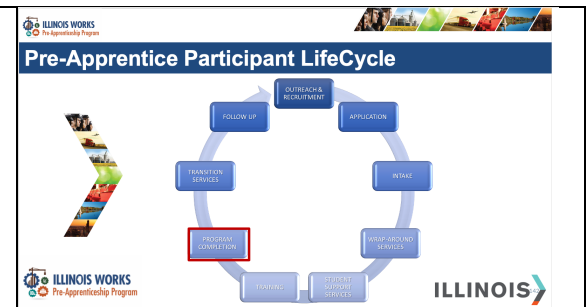 ILLINOIS WORKS
Pre-Apprenticeship Program
Pre-Apprentice Participant LifeCycle
OUTREACH &
RECRUITMENT
APPLICATION
INTAKE
WRAP-AROUND
SERVICES
STUDENT
SUPPORT
SERVICES
TRAINING
PROGRAM
COMPLETION
TRANSITION
SERVICES
FOLLOW UP
ILLINOIS WORKS
Pre-Apprenticeship Program
ILLINOIS